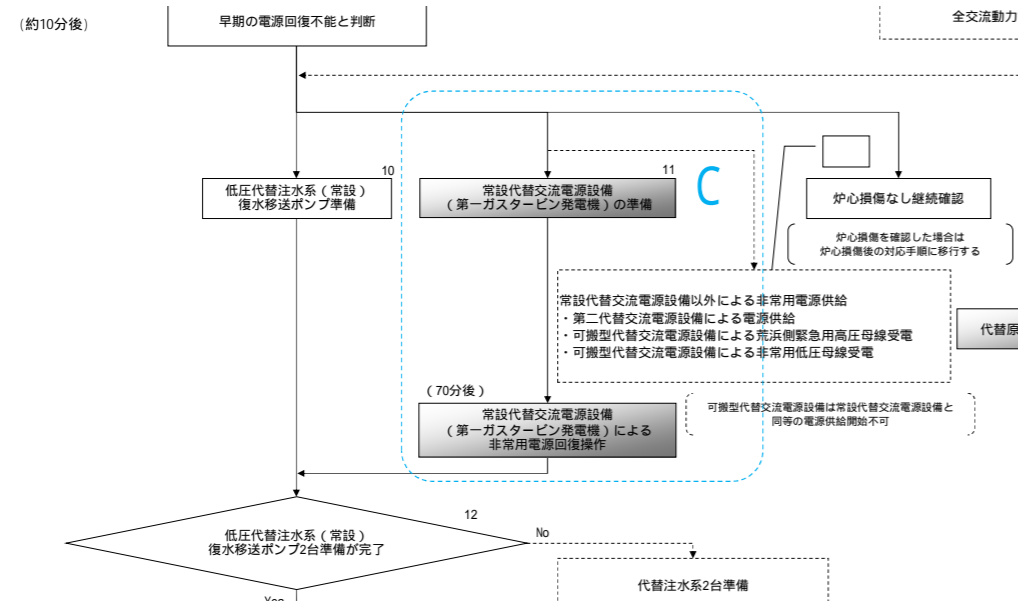 (約10分後)
早期の電源回復不能と判断
全交流動力
10
低圧代替注水系(常設)
復水移送ポンプ準備
11
常設代替交流電源設備
(第一ガスタービン発電機)の準備
C
炉心損傷なし継続確認
炉心損傷を確認した場合は
炉心損傷後の対応手順に移行する
常設代替交流電源設備以外による非常用電源供給
・第二代替交流電源設備による電源供給
・可搬型代替交流電源設備による荒浜側緊急用高圧母線受電
・可搬型代替交流電源設備による非常用低圧母線受電
代替原
(70分後)
常設代替交流電源設備
(第一ガスタービン発電機)による
非常用電源回復操作
可搬型代替交流電源設備は常設代替交流電源設備と
同等の電源供給開始不可
12
低圧代替注水系(常設)
復水移送ポンプ2台準備が完了
No
代替注水系2台準備
Yes